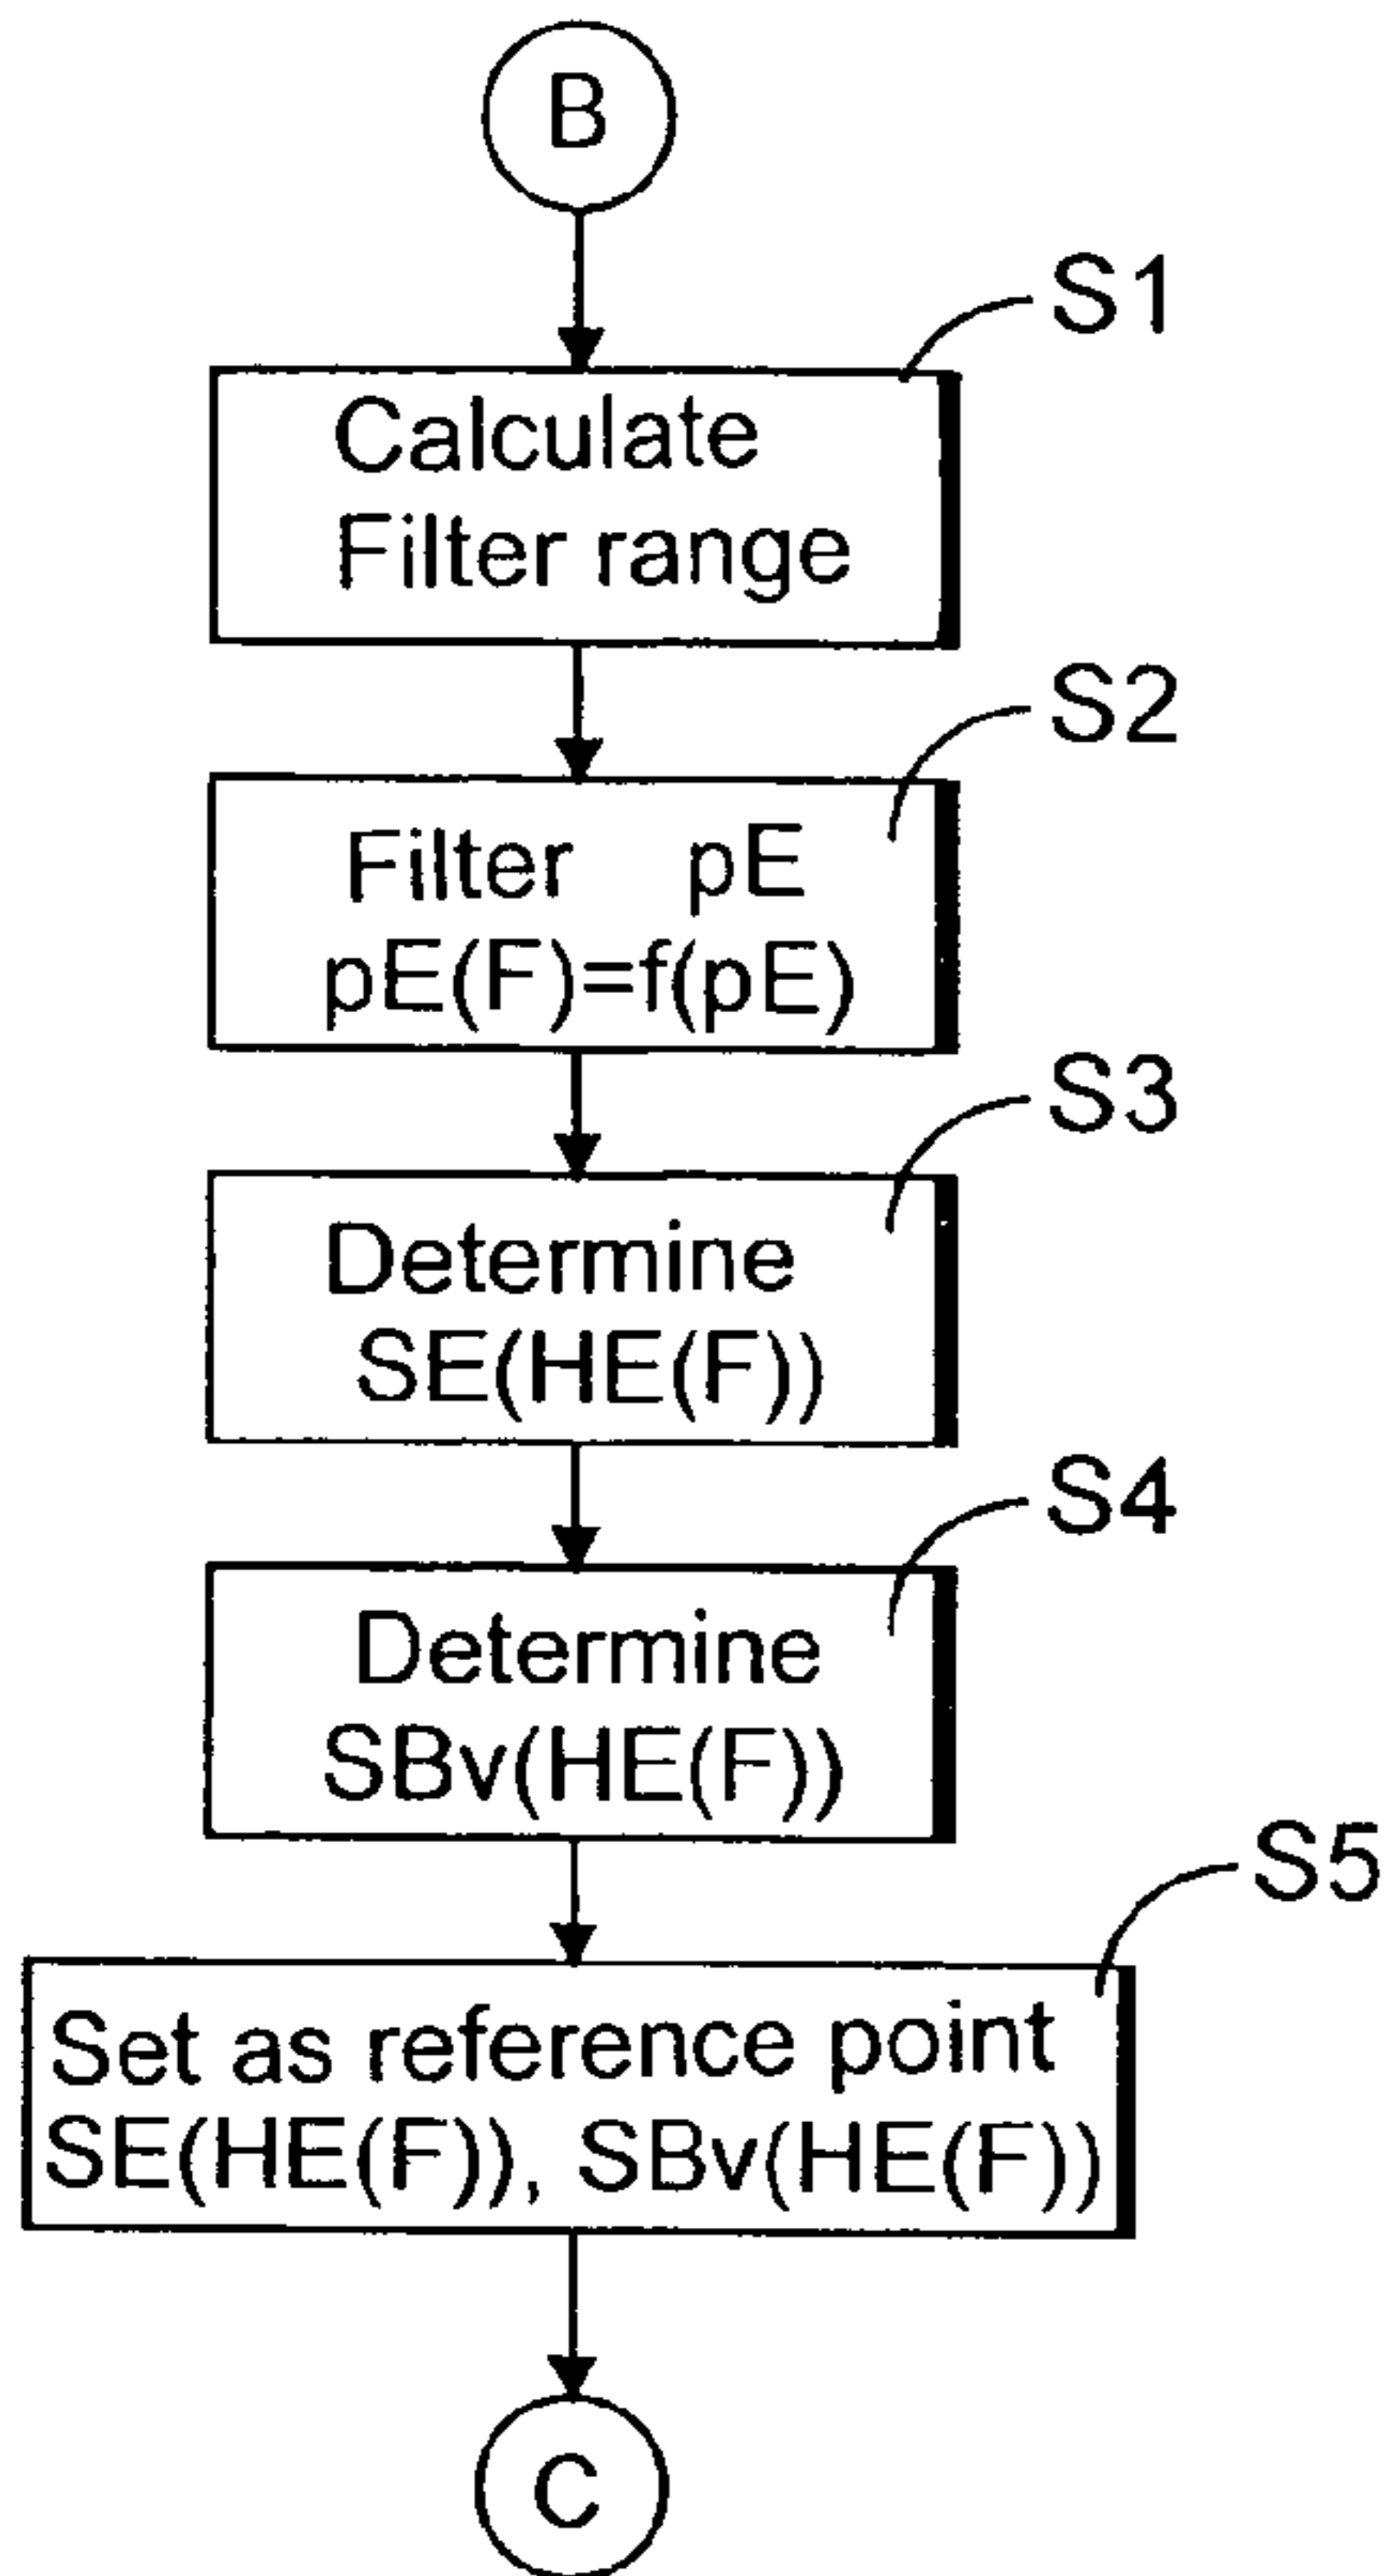 B
S1
Calculate
Filter range
S2
Filter pE
pE(F)=f(pE)
S3
Determine
SE(HE(F))
S4
Determine
SBv(HE(F))
S5
Set as reference point
SE(HE(F)), SBv(HE(F))
C